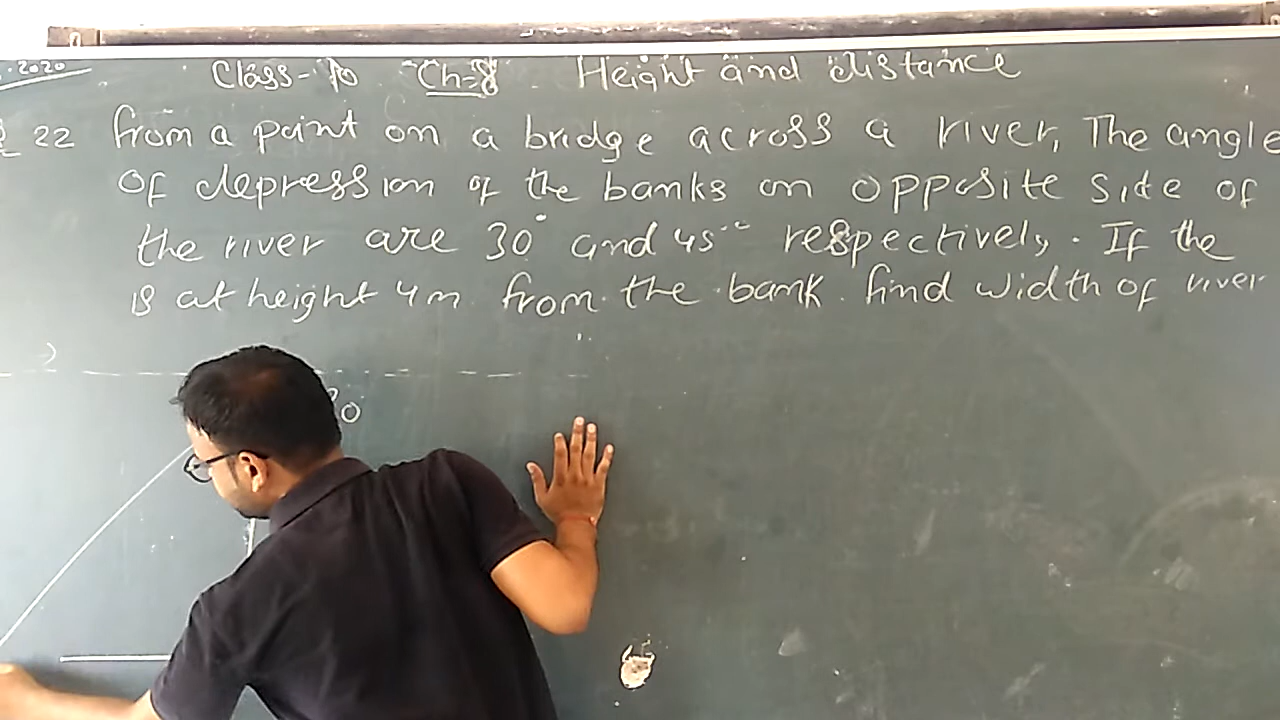 .2020
Class-10 Ch=8 Height and distance
22 from a point on a bridge across a river, The angle
of depression of the banks on opposite side of
the river are 30° and 45° respectively. If the
is at height 4m from the bank. find width of river
30